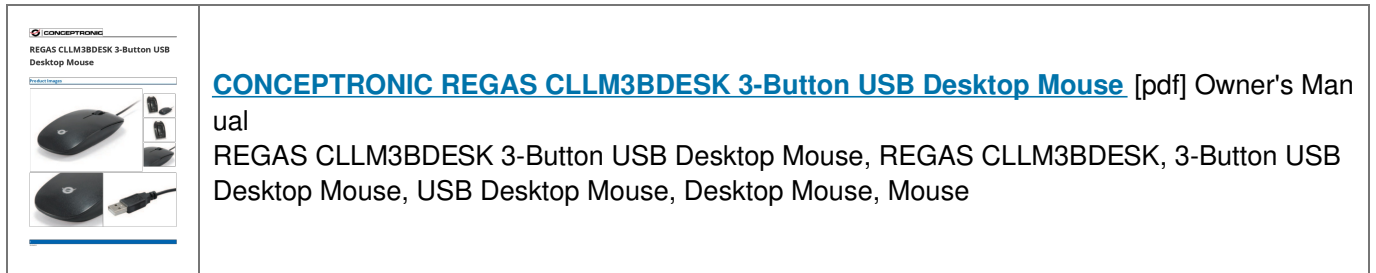 CONCEPTRONIC
REGAS CLLM3BDESK 3-Button USB
Desktop Mouse
Product Images
CONCEPTRONIC REGAS CLLM3BDESK 3-Button USB Desktop Mouse [pdf] Owner's Man
ual
REGAS CLLM3BDESK 3-Button USB Desktop Mouse, REGAS CLLM3BDESK, 3-Button USB
Desktop Mouse, USB Desktop Mouse, Desktop Mouse, Mouse